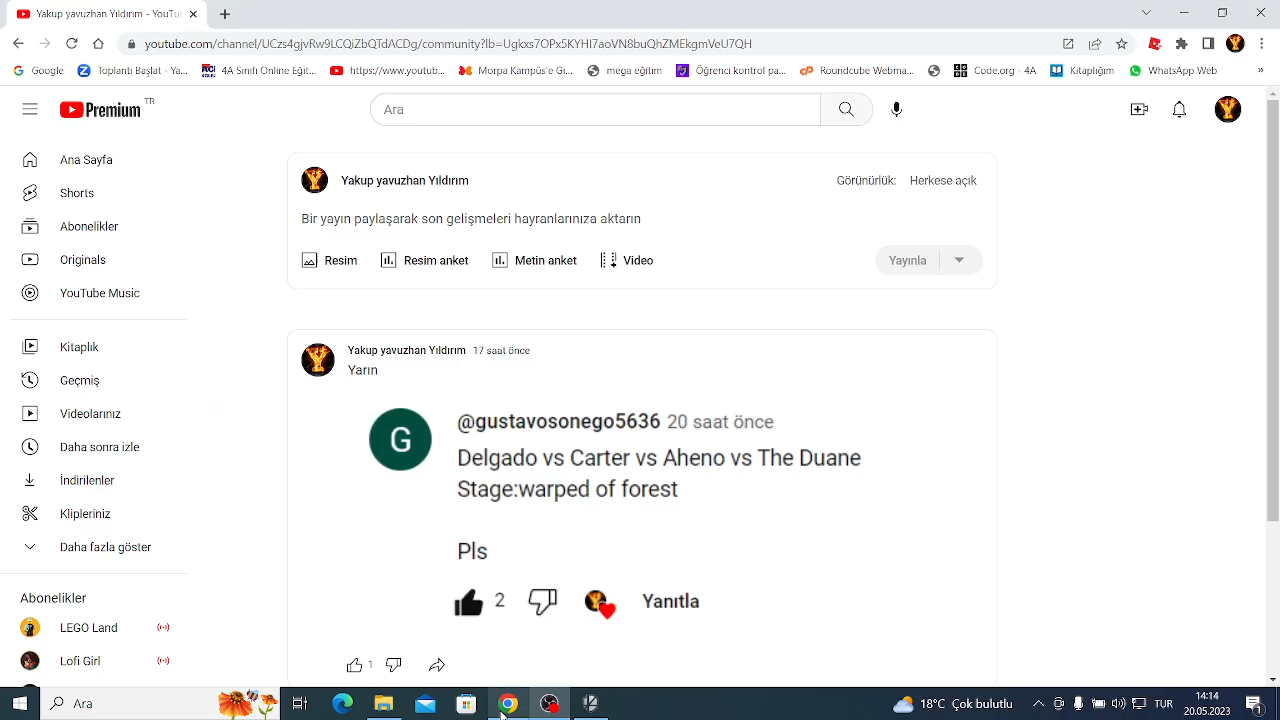 Yakup yavuzhan Yıldırım - YouTu
youtube.com/channel/UCzs4gjvRw9LCQiZbQTdACDg/community?lb=Ugkxs7QPx5KYHI7aoVN8buQhZMEkgmVeU7QH
Google
Toplantı Başlat - Ya...
4A Sınıfı Online Eğit...
https://www.youtub...
Morpa Kampüs'e Gi...
mega eğitim
Öğrenci kontrol pa...
Roundcube Webma...
Code.org - 4A
Kitaplığım
WhatsApp Web
»
Premium TR
Ara
Ana Sayfa
Shorts
Abonelikler
Originals
YouTube Music
Kitaplık
Geçmiş
Videolarınız
Daha sonra izle
İndirilenler
Klipleriniz
Daha fazla göster
Abonelikler
LEGO Land
Lofi Girl
Yakup yavuzhan Yıldırım
Görünürlük: Herkese açık
Bir yayın paylaşarak son gelişmeleri hayranlarınıza aktarın
Resim
Resim anket
Metin anket
Video
Yayınla
Yakup yavuzhan Yıldırım 17 saat önce
Yarın
G
@gustavosonego5636 20 saat önce
Delgado vs Carter vs Aheno vs The Duane
Stage:warped of forest
Pls
2
Yanıtla
1
Ara
18°C Çok bulutlu
TUR
14:14
20.05.2023